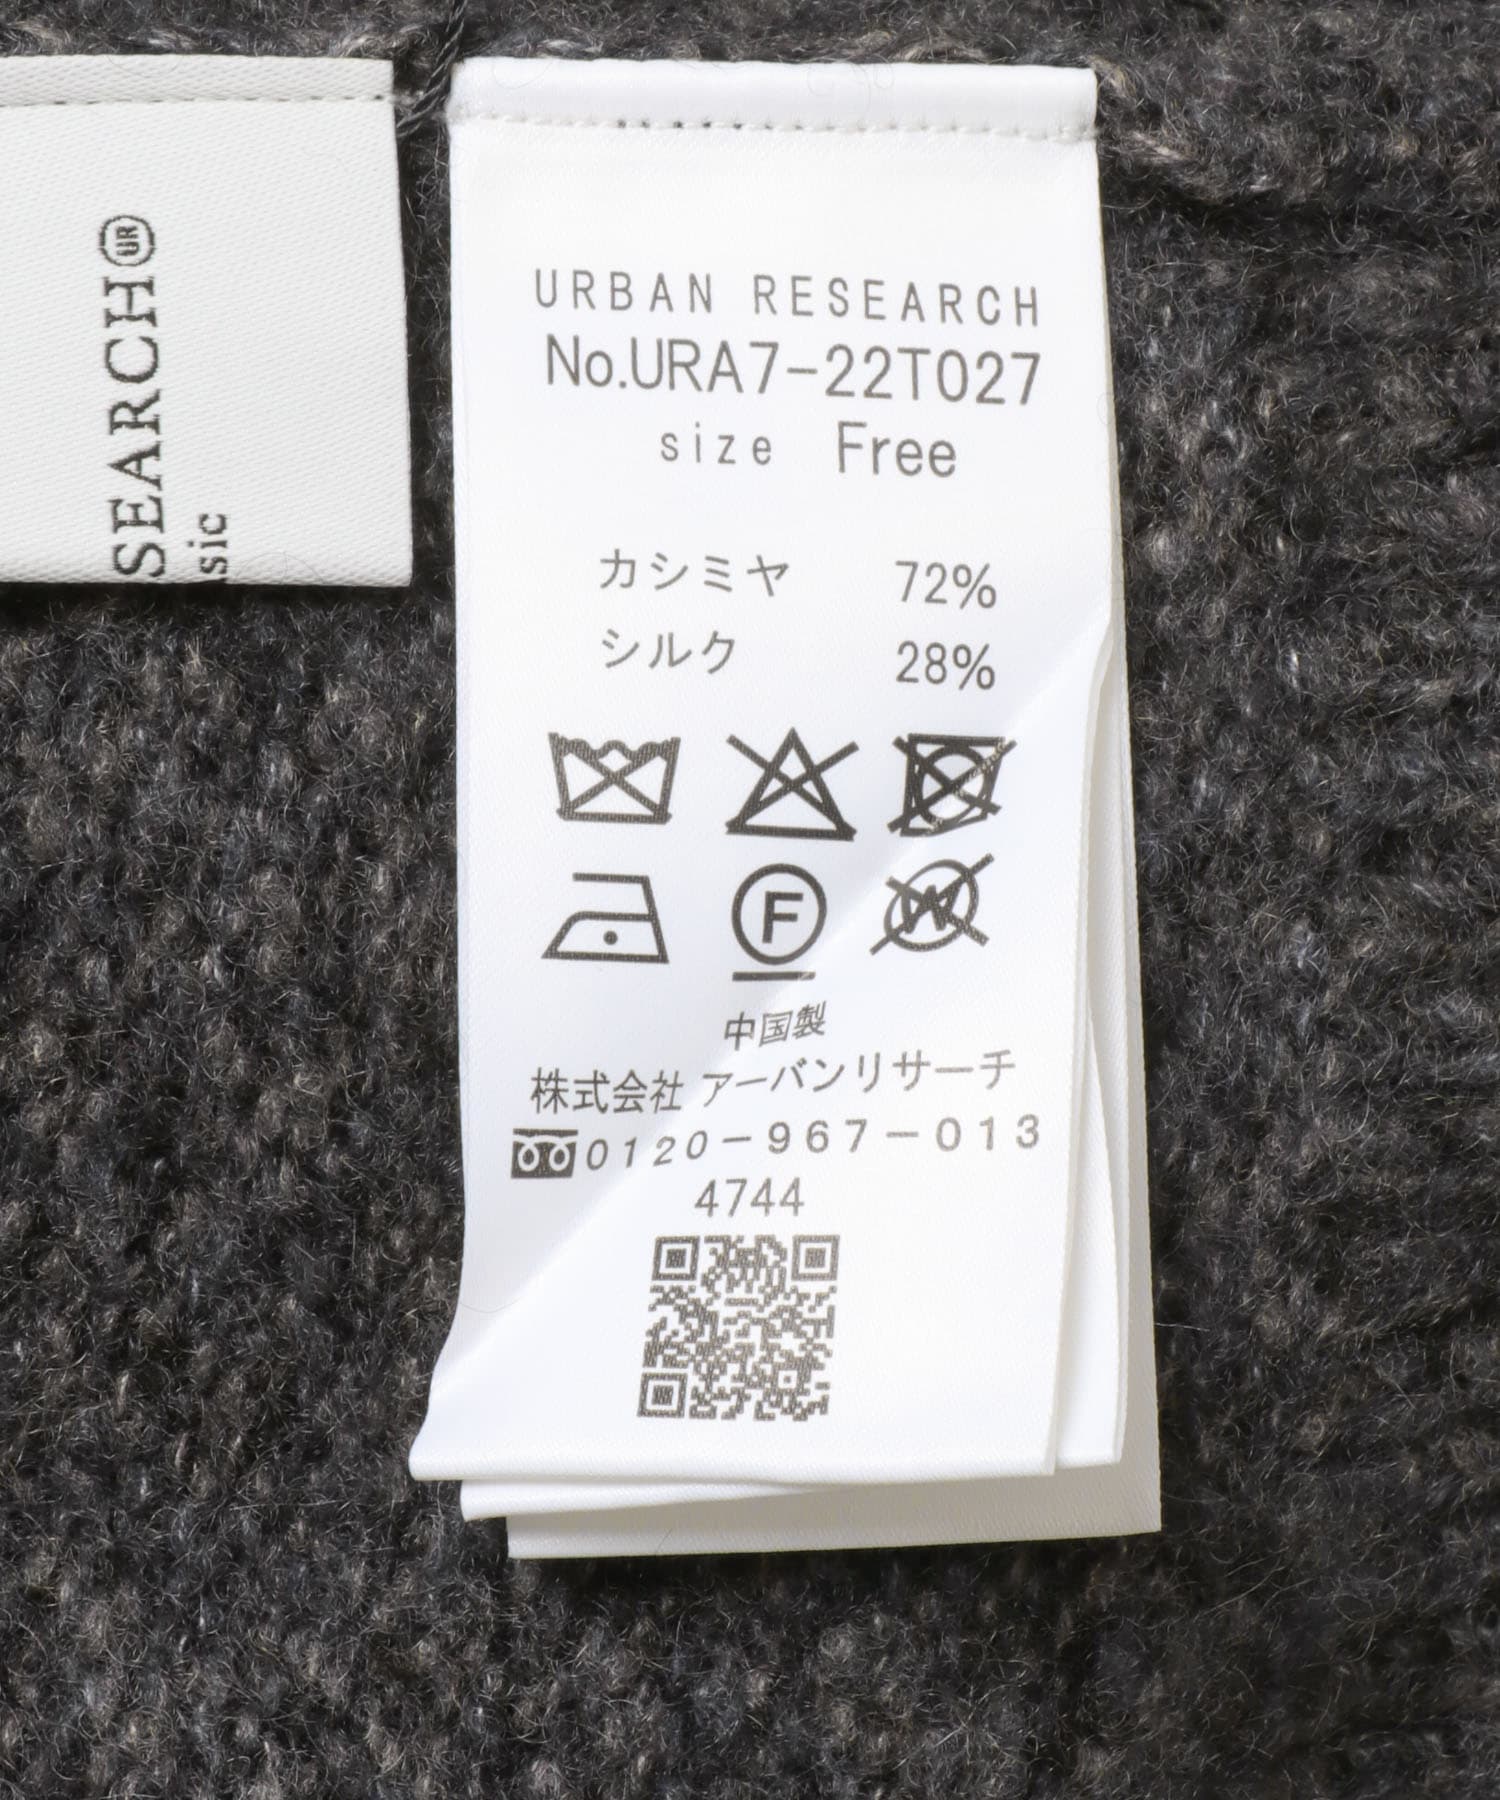 SEARCH UR
sic
URBAN RESEARCH
No.URA7-22T027
size Free
カシミヤ 72%
シルク 28%
F
W
中国製
株式会社 アーバンリサーチ
0120-967-013
4744